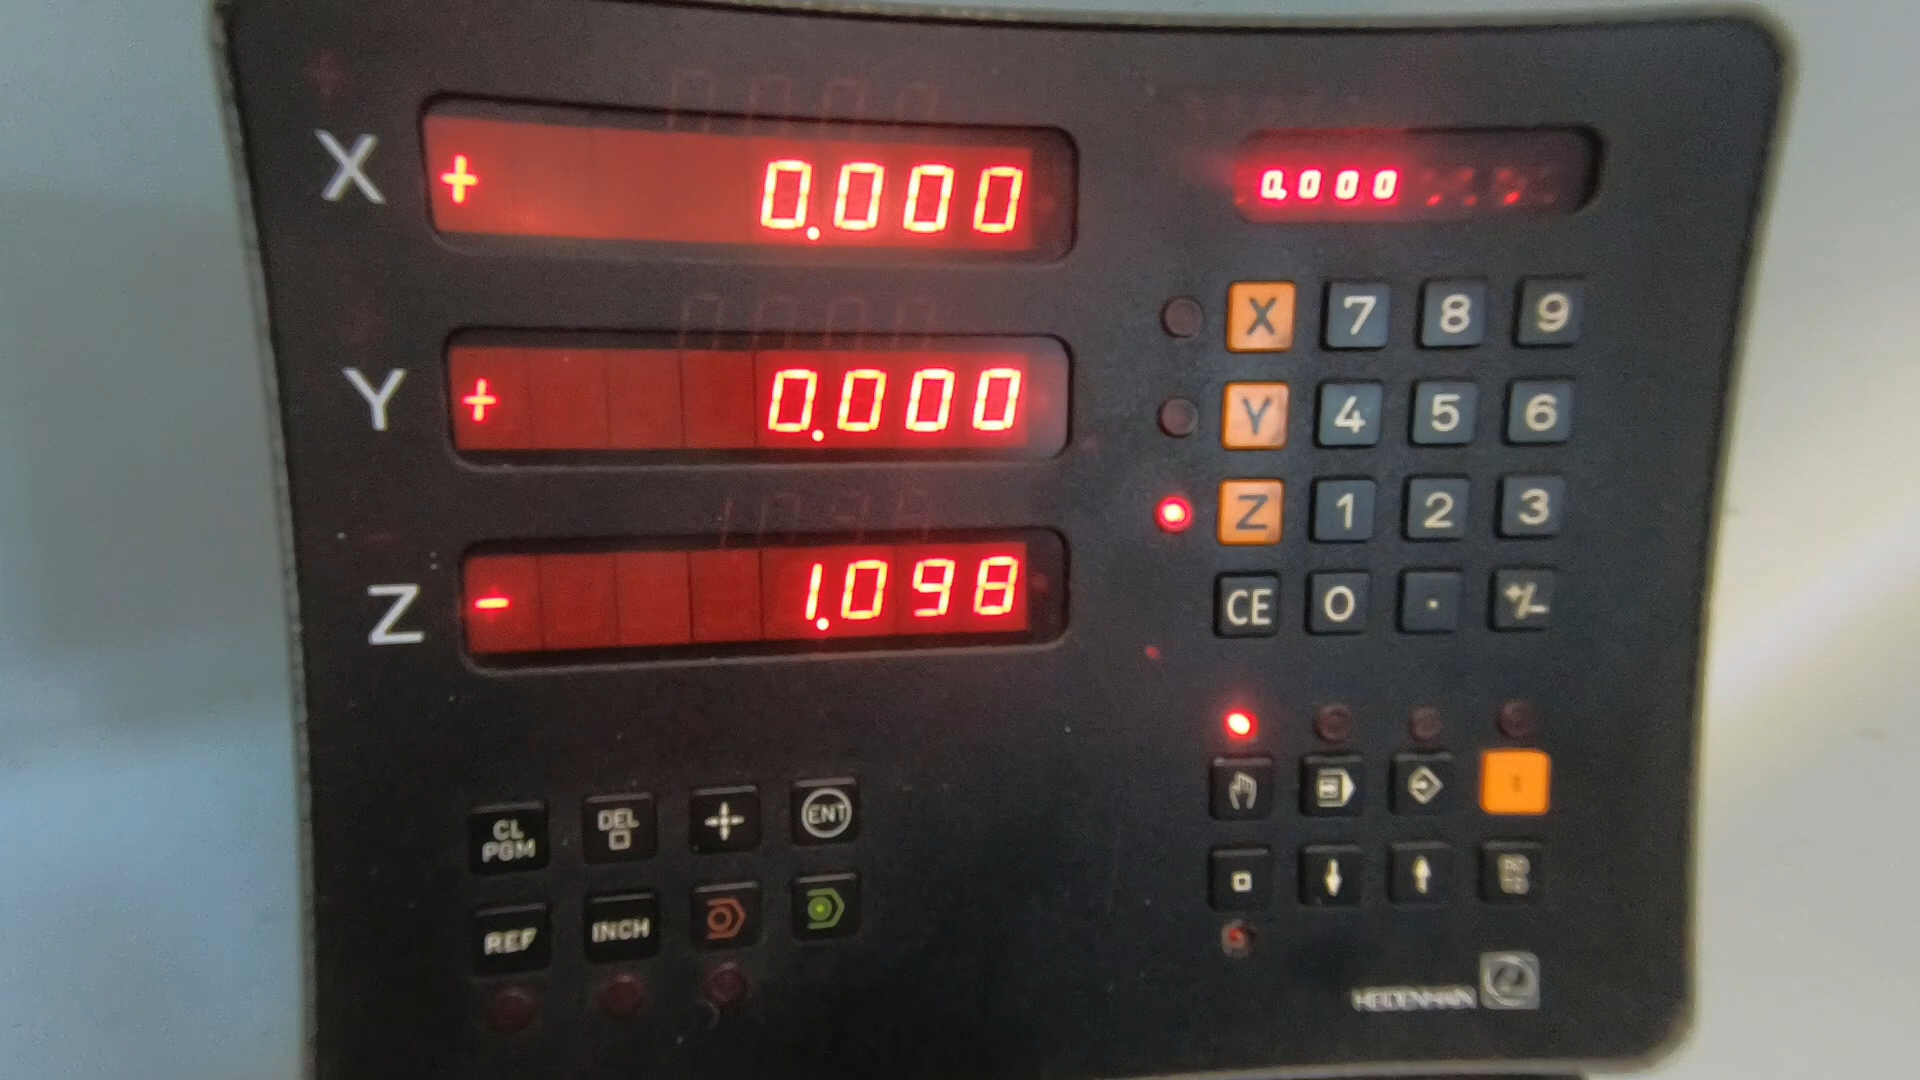 X + 0.000
0.000
Y + 0.000
Z - 1.098
X 7 8 9
Y 4 5 6
Z 1 2 3
CE 0 . +/-
CL PGM
DEL
ENT
REF
INCH
HEIDENHAIN